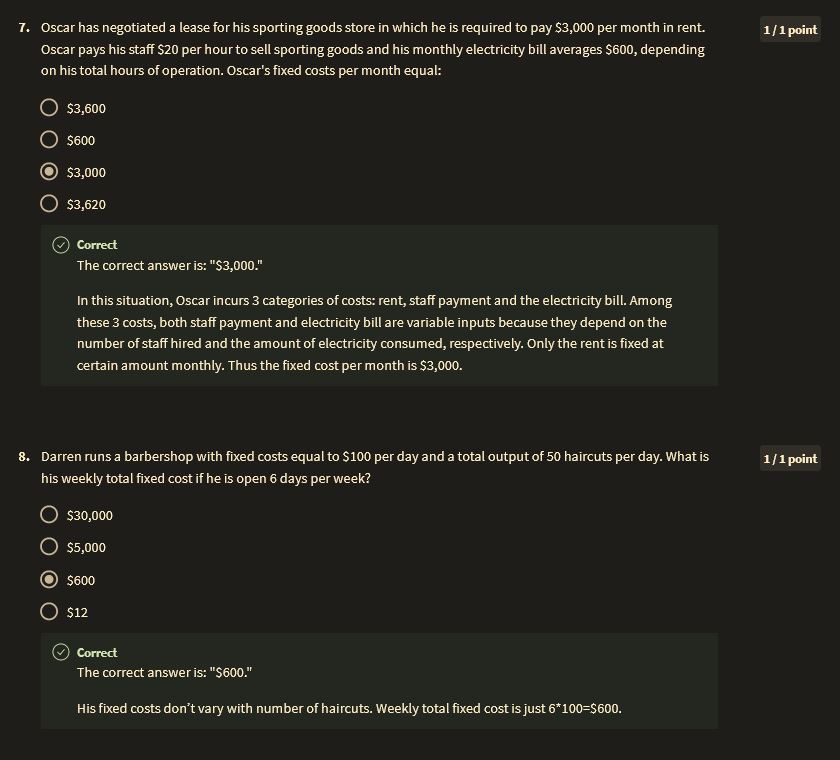 7. Oscar has negotiated a lease for his sporting goods store in which he is required to pay $3,000 per month in rent.
1 / 1 point
Oscar pays his staff $20 per hour to sell sporting goods and his monthly electricity bill averages $600, depending
on his total hours of operation. Oscar's fixed costs per month equal:
$3,600
$600
$3,000
$3,620
Correct
The correct answer is: "$3,000."
In this situation, Oscar incurs 3 categories of costs: rent, staff payment and the electricity bill. Among
these 3 costs, both staff payment and electricity bill are variable inputs because they depend on the
number of staff hired and the amount of electricity consumed, respectively. Only the rent is fixed at
certain amount monthly. Thus the fixed cost per month is $3,000.
8. Darren runs a barbershop with fixed costs equal to $100 per day and a total output of 50 haircuts per day. What is
1 / 1 point
his weekly total fixed cost if he is open 6 days per week?
$30,000
$5,000
$600
$12
Correct
The correct answer is: "$600."
His fixed costs don't vary with number of haircuts. Weekly total fixed cost is just 6*100=$600.